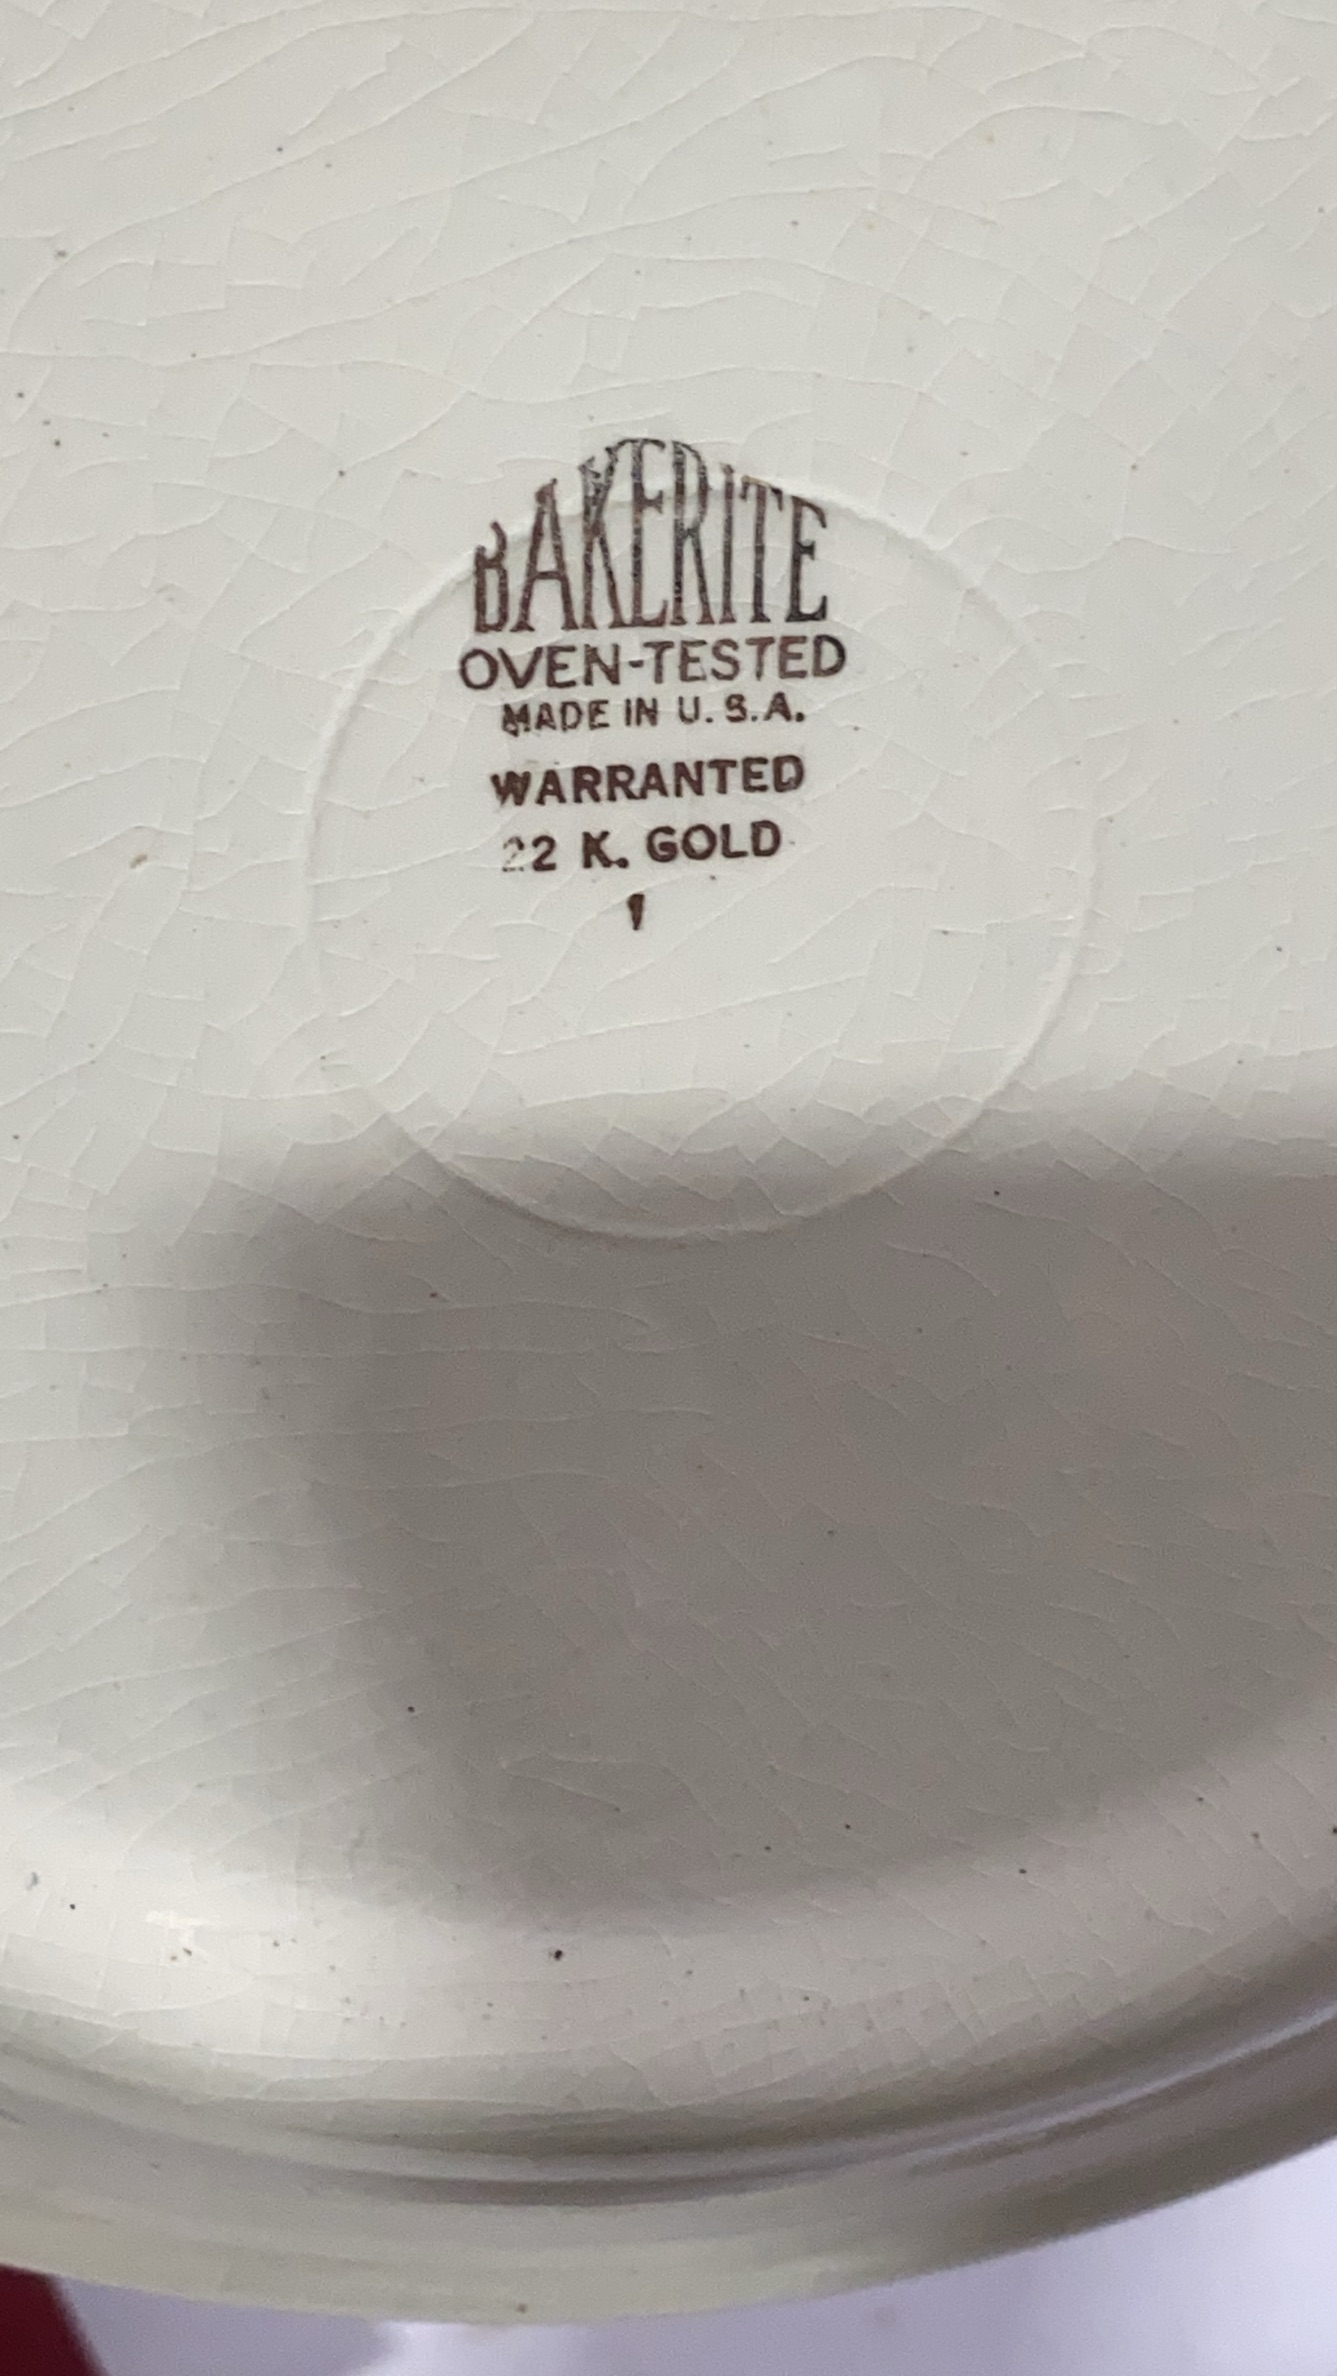 BAKERITE
OVEN-TESTED
MADE IN U.S.A.
WARRANTED
22 K. GOLD
1